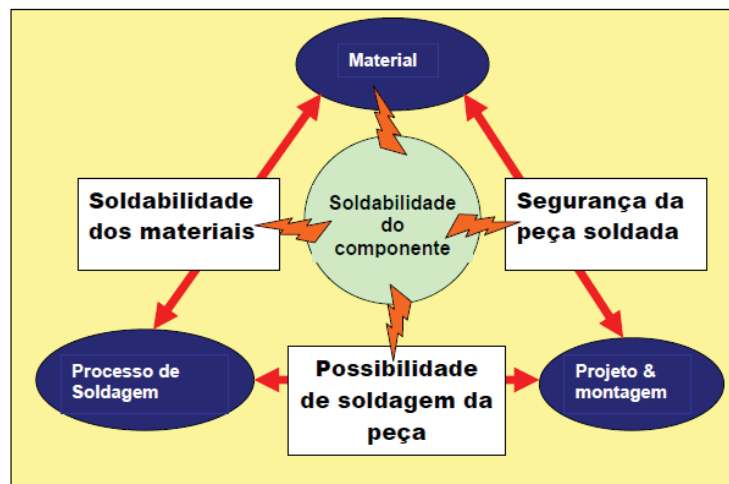 Material
Soldabilidade
dos materiais
Soldabilidade
do
componente
Segurança da
peça soldada
Processo de
Soldagem
Possibilidade
de soldagem da
peça
Projeto &
montagem